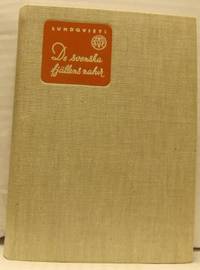 LUNDQVIST:
De svenska
fjällens natur